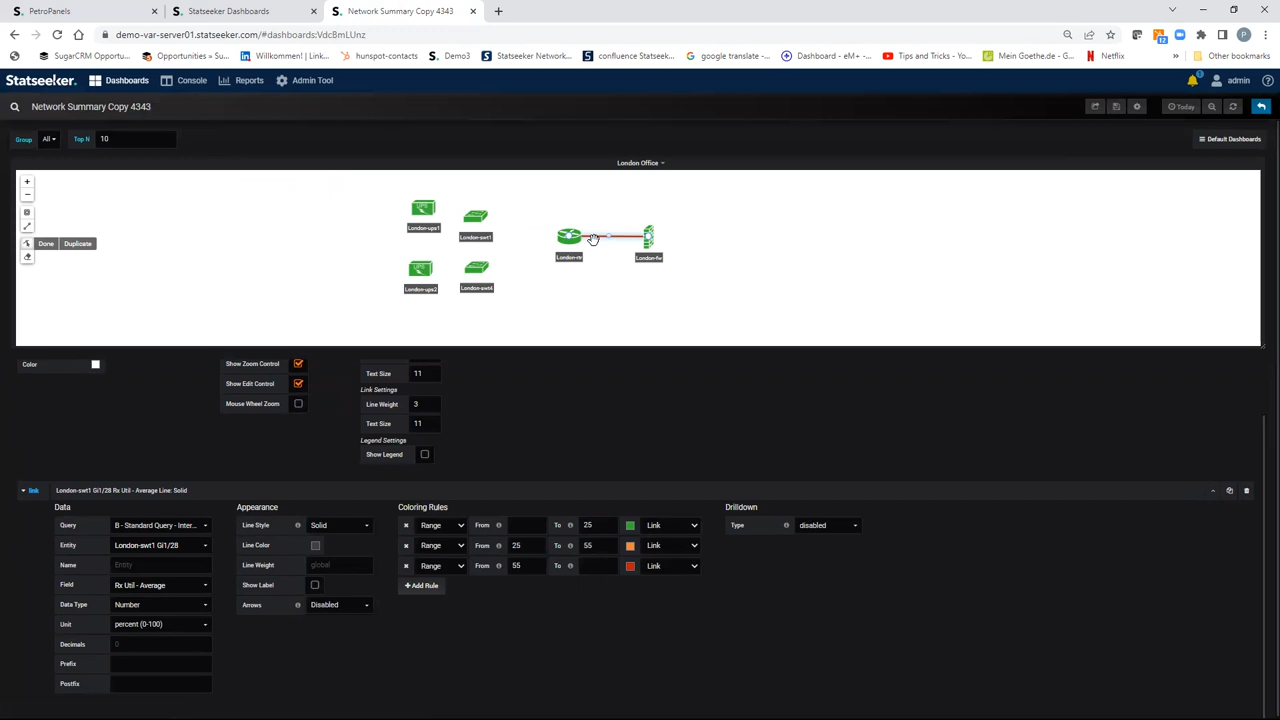 PetroPanels
Statseeker Dashboards
Network Summary Copy 4343
demo-var-server01.statseeker.com/#dashboards:VdcBmLUnz
SugarCRM Opportu...
Opportunities » Su...
Willkommen! | Link...
hunspot-contacts
Demo3
Statseeker Network...
confluence Statseek...
google translate -...
Dashboard - eM+ -...
Tips and Tricks - You...
Mein Goethe.de - G...
Netflix
Other bookmarks
Statseeker
Dashboards
Console
Reports
Admin Tool
1
admin
Network Summary Copy 4343
Today
Group
All
Top N
10
Default Dashboards
London Office
+
−
UPS
London-ups1
London-swt1
London-rtr
London-fw
Done
Duplicate
UPS
London-ups2
London-swt4
Color
Show Zoom Control
Show Edit Control
Mouse Wheel Zoom
Text Size
11
Link Settings
Line Weight
3
Text Size
11
Legend Settings
Show Legend
link
London-swt1 Gi1/28 Rx Util - Average Line: Solid
Data
Query
B - Standard Query - Inter...
Entity
London-swt1 Gi1/28
Name
Entity
Field
Rx Util - Average
Data Type
Number
Unit
percent (0-100)
Decimals
0
Prefix
Postfix
Appearance
Line Style
Solid
Line Color
Line Weight
global
Show Label
Arrows
Disabled
Coloring Rules
Range
From
To
25
Link
Range
From
25
To
55
Link
Range
From
55
To
Link
+ Add Rule
Drilldown
Type
disabled